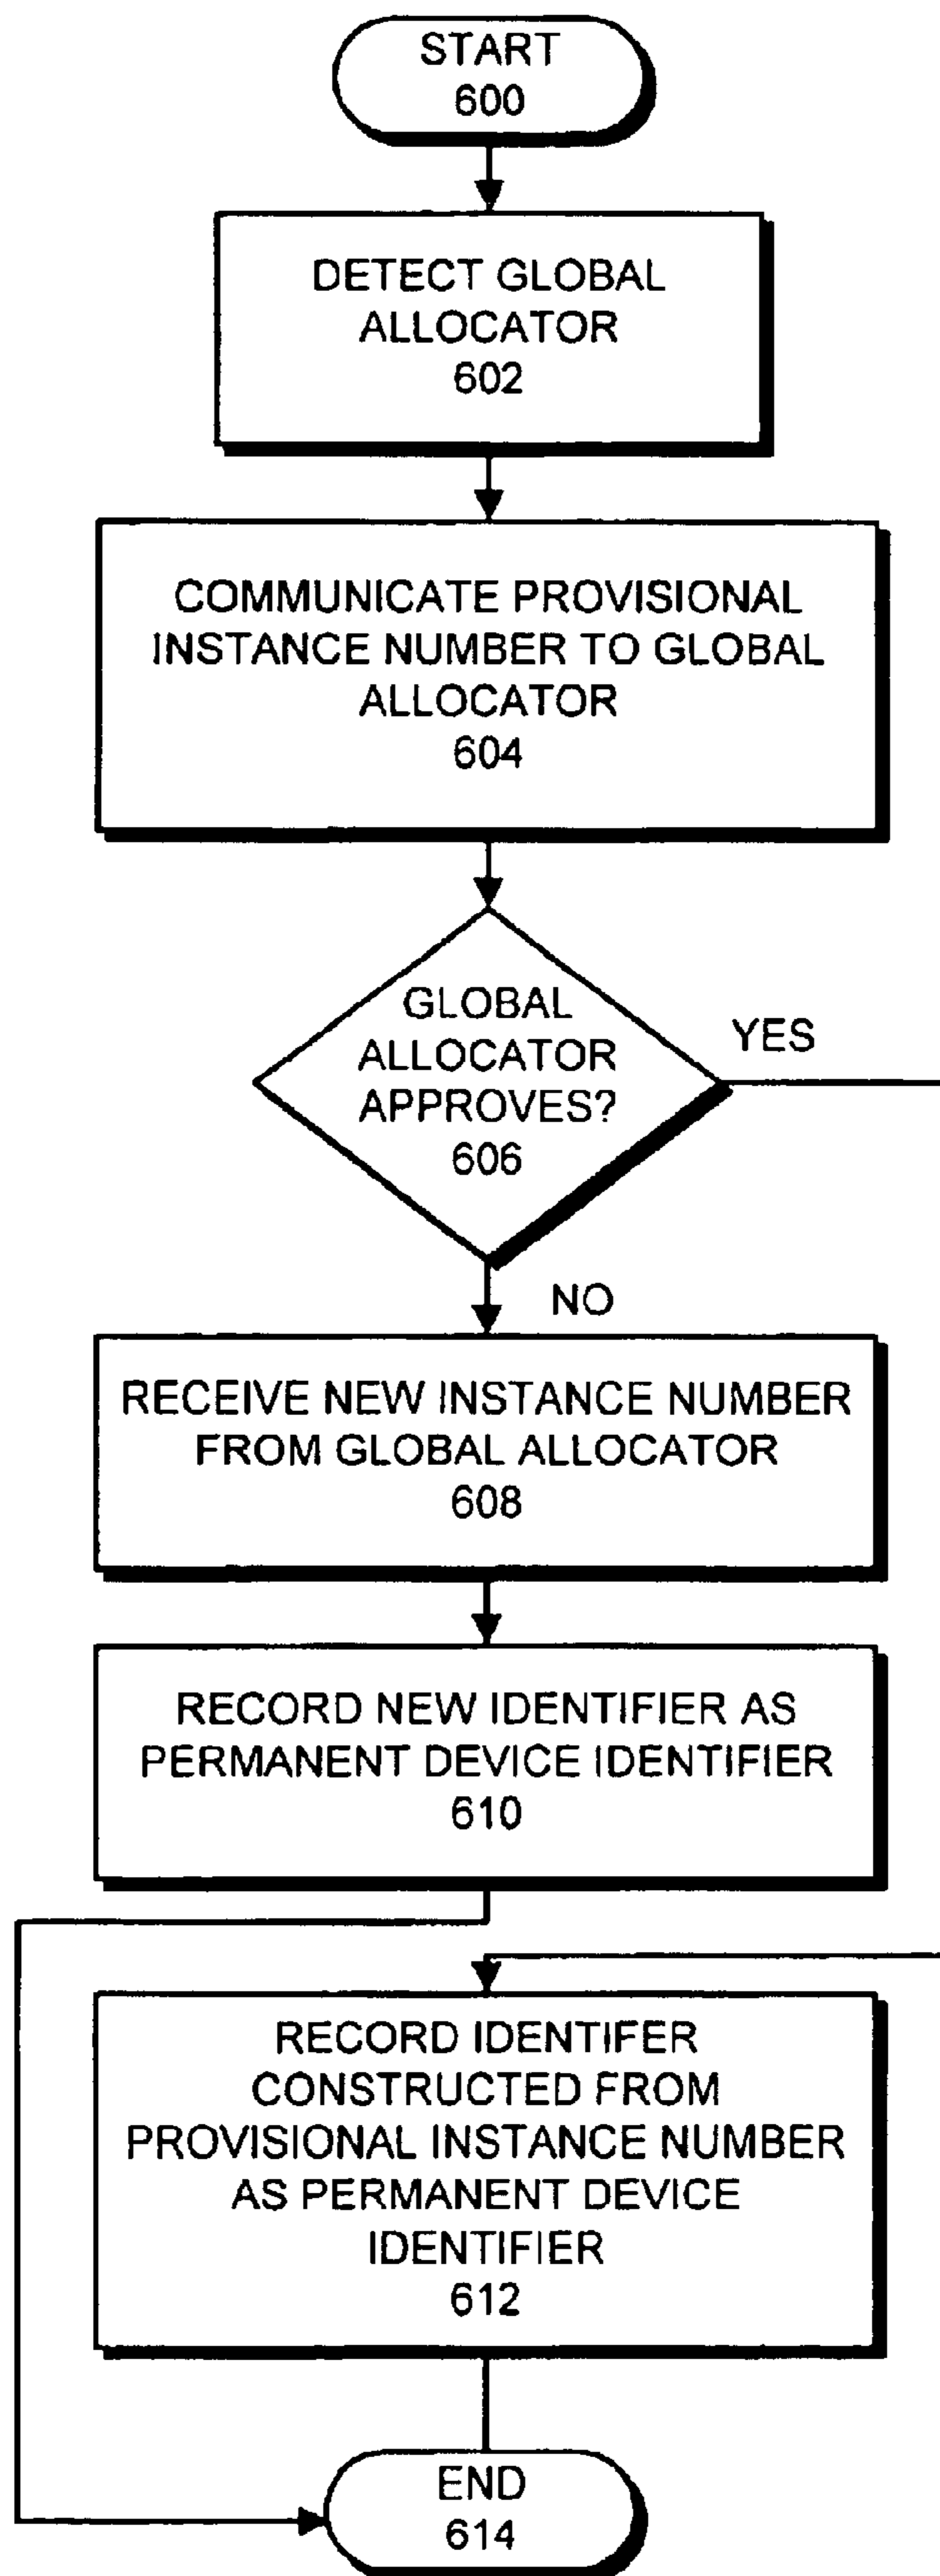 START
600
DETECT GLOBAL
ALLOCATOR
602
COMMUNICATE PROVISIONAL
INSTANCE NUMBER TO GLOBAL
ALLOCATOR
604
GLOBAL
ALLOCATOR
APPROVES?
606
YES
NO
RECEIVE NEW INSTANCE NUMBER
FROM GLOBAL ALLOCATOR
608
RECORD NEW IDENTIFIER AS
PERMANENT DEVICE IDENTIFIER
610
RECORD IDENTIFER
CONSTRUCTED FROM
PROVISIONAL INSTANCE NUMBER
AS PERMANENT DEVICE
IDENTIFIER
612
END
614